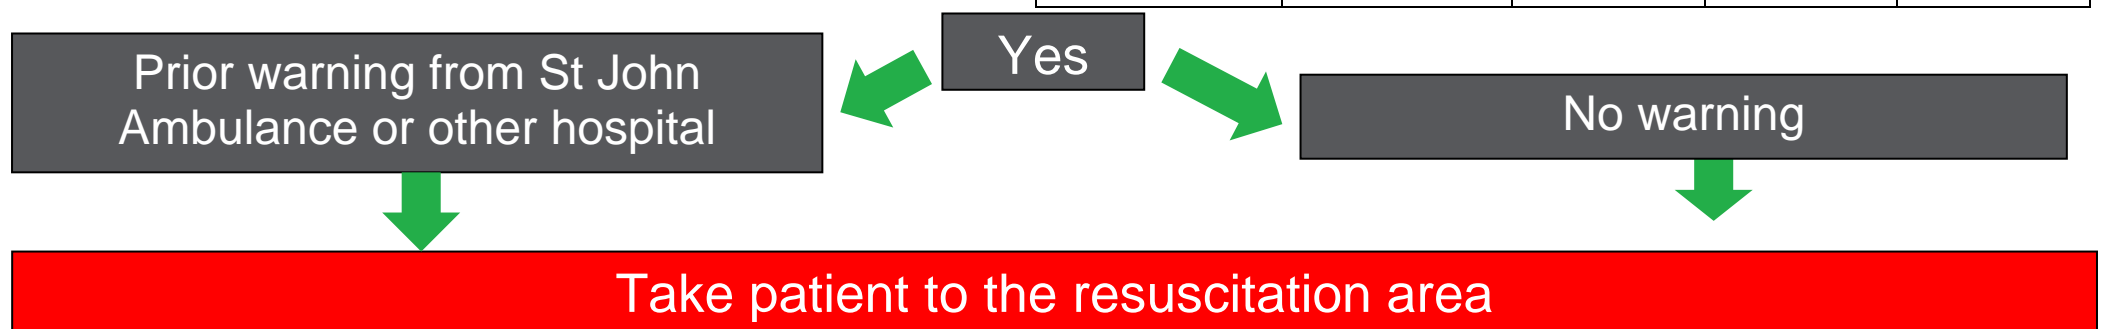 Yes
Prior warning from St John
Ambulance or other hospital
No warning
Take patient to the resuscitation area